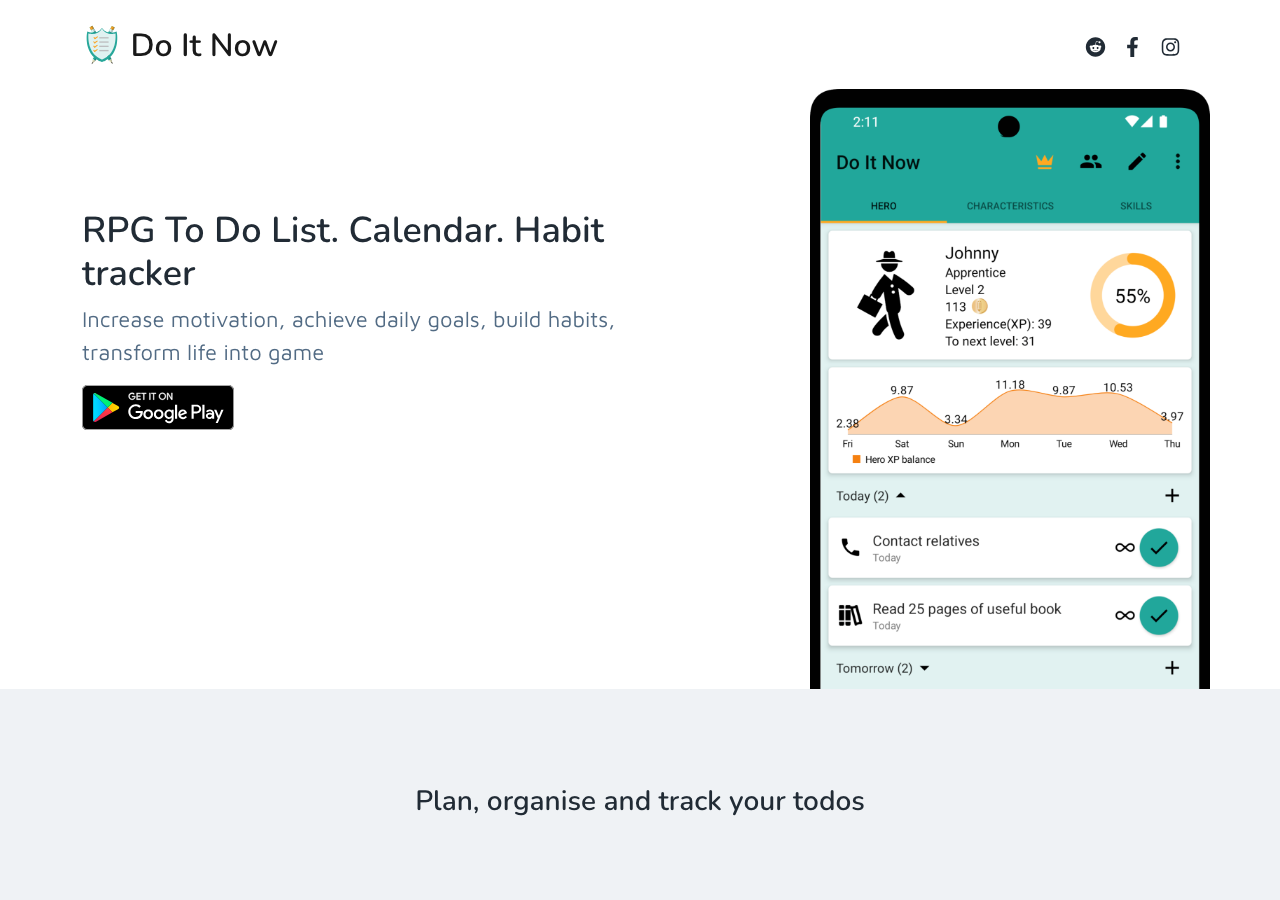 Do It Now
RPG To Do List. Calendar. Habit
tracker
Increase motivation, achieve daily goals, build habits,
transform life into game
GET IT ON
Google Play
2:11
Do It Now
HERO CHARACTERISTICS SKILLS
Johnny
Apprentice
Level 2
113
Experience(XP): 39
To next level: 31
55%
2.38 9.87 3.34 11.18 9.87 10.53 3.97
Fri Sat Sun Mon Tue Wed Thu
Hero XP balance
Today (2)
Contact relatives
Today
Read 25 pages of useful book
Today
Tomorrow (2)
Plan, organise and track your todos